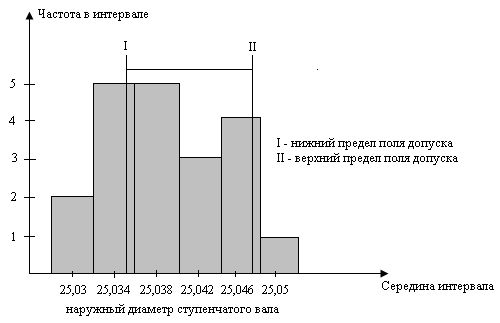 Частота в интервале
I
II
5
4
3
2
1
I - нижний предел поля допуска
II - верхний предел поля допуска
25,03 25,034 25,038 25,042 25,046 25,05
Середина интервала
наружный диаметр ступенчатого вала